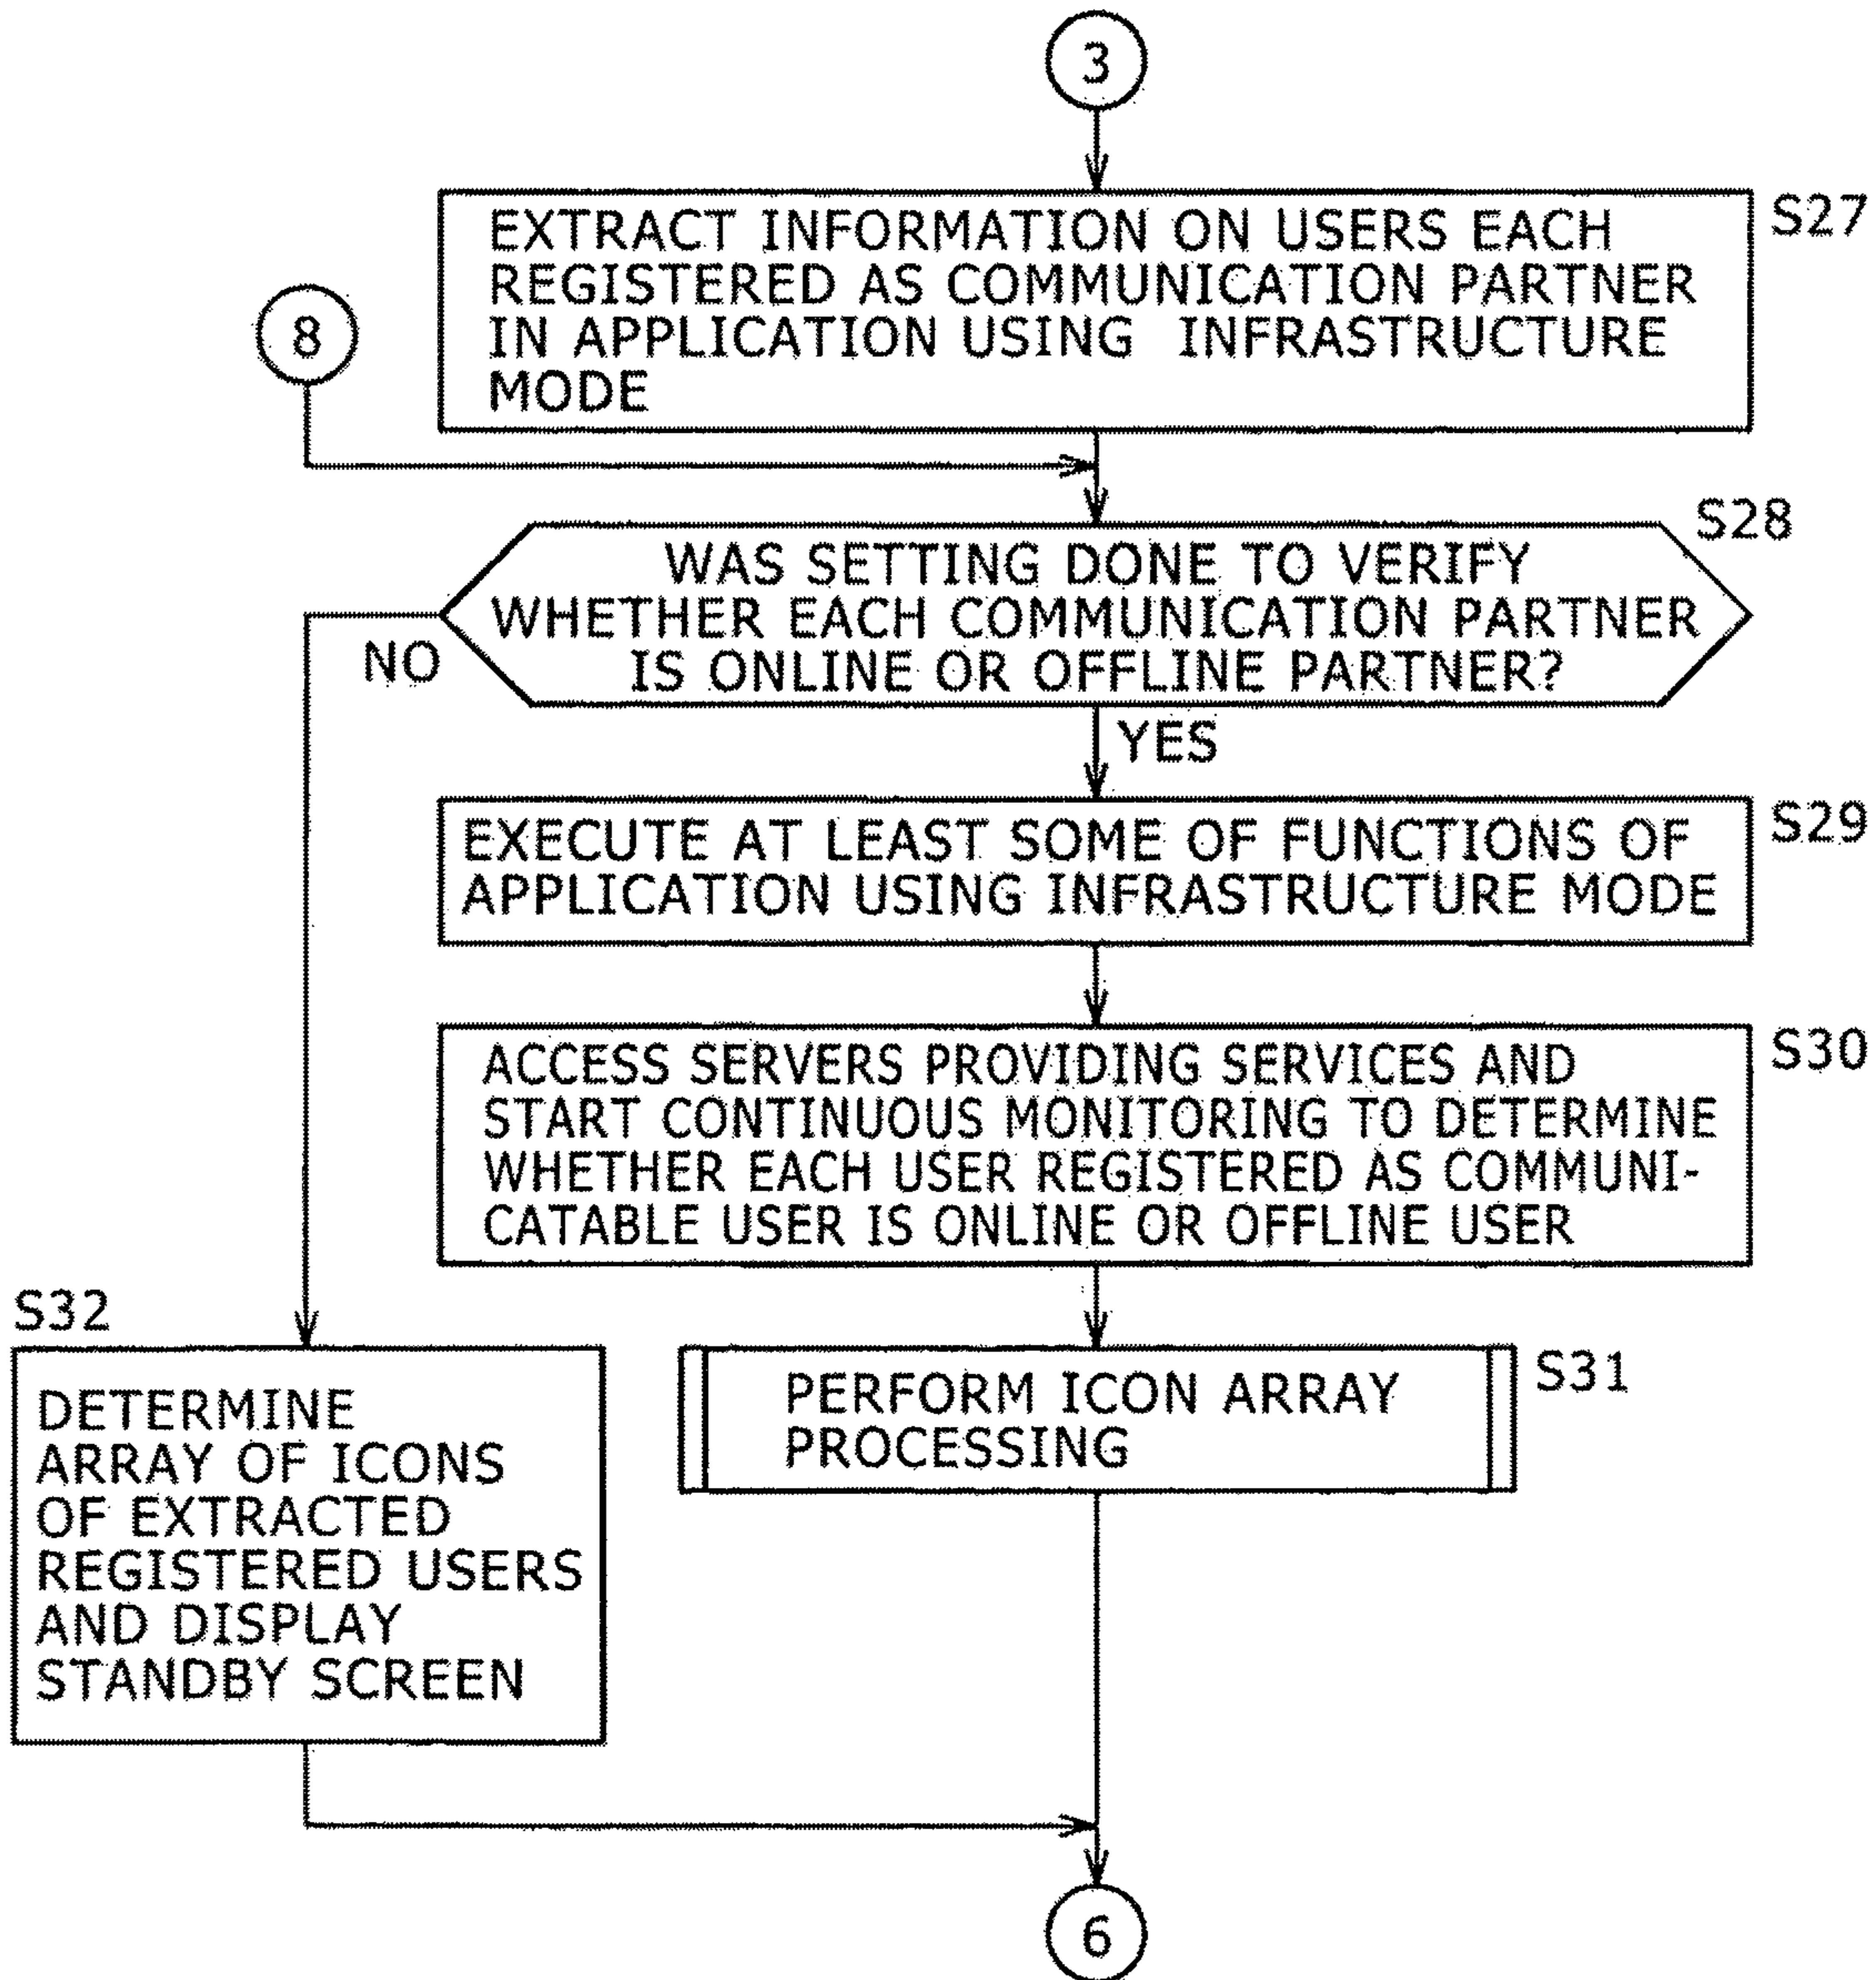 3
S27
EXTRACT INFORMATION ON USERS EACH
REGISTERED AS COMMUNICATION PARTNER
IN APPLICATION USING INFRASTRUCTURE
MODE
8
S28
WAS SETTING DONE TO VERIFY
WHETHER EACH COMMUNICATION PARTNER
IS ONLINE OR OFFLINE PARTNER?
NO
YES
S29
EXECUTE AT LEAST SOME OF FUNCTIONS OF
APPLICATION USING INFRASTRUCTURE MODE
S30
ACCESS SERVERS PROVIDING SERVICES AND
START CONTINUOUS MONITORING TO DETERMINE
WHETHER EACH USER REGISTERED AS COMMUNI-
CATABLE USER IS ONLINE OR OFFLINE USER
S32
DETERMINE
ARRAY OF ICONS
OF EXTRACTED
REGISTERED USERS
AND DISPLAY
STANDBY SCREEN
S31
PERFORM ICON ARRAY
PROCESSING
6